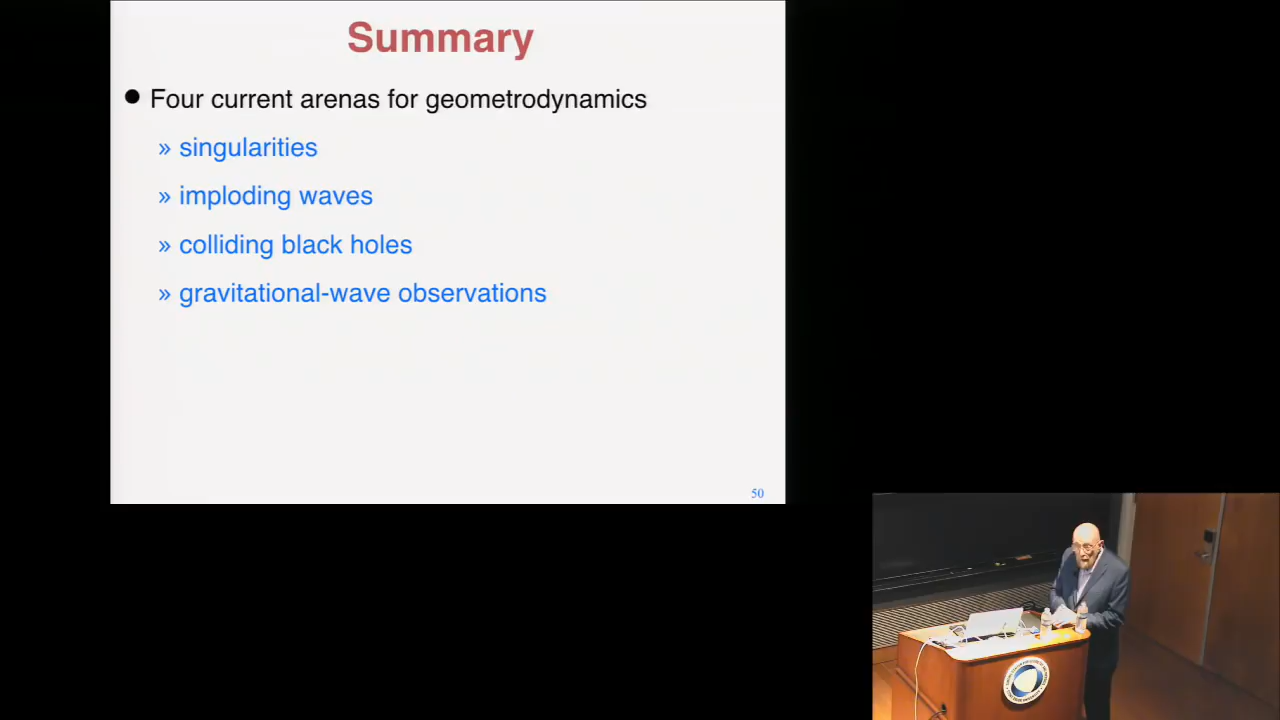 Summary
● Four current arenas for geometrodynamics
» singularities
» imploding waves
» colliding black holes
» gravitational-wave observations
50